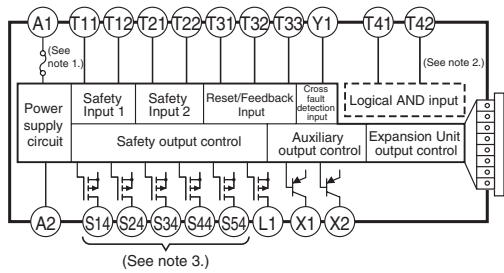 A1 T11 T12 T21 T22 T31 T32 T33 Y1 T41 T42
(See
note 1.)
(See note 2.)
Power
supply
circuit
Safety
Input 1
Safety
Input 2
Reset/Feedback
Input
Cross
fault
detection
input
Logical AND input
Safety output control
Auxiliary
output control
Expansion Unit
output control
A2 S14 S24 S34 S44 S54 L1 X1 X2
(See note 3.)